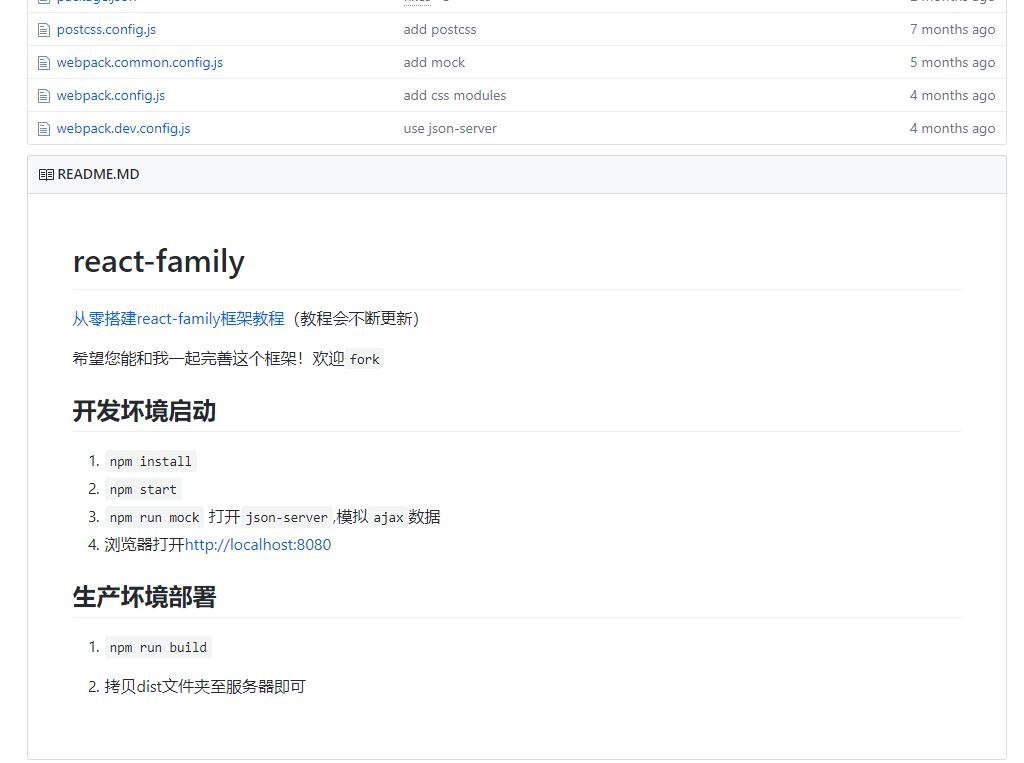 postcss.config.js add postcss 7 months ago
webpack.common.config.js add mock 5 months ago
webpack.config.js add css modules 4 months ago
webpack.dev.config.js use json-server 4 months ago
README.MD
react-family
从零搭建react-family框架教程（教程会不断更新）
希望您能和我一起完善这个框架！欢迎 fork
开发坏境启动
1. npm install
2. npm start
3. npm run mock 打开 json-server ,模拟 ajax 数据
4. 浏览器打开http://localhost:8080
生产坏境部署
1. npm run build
2. 拷贝dist文件夹至服务器即可